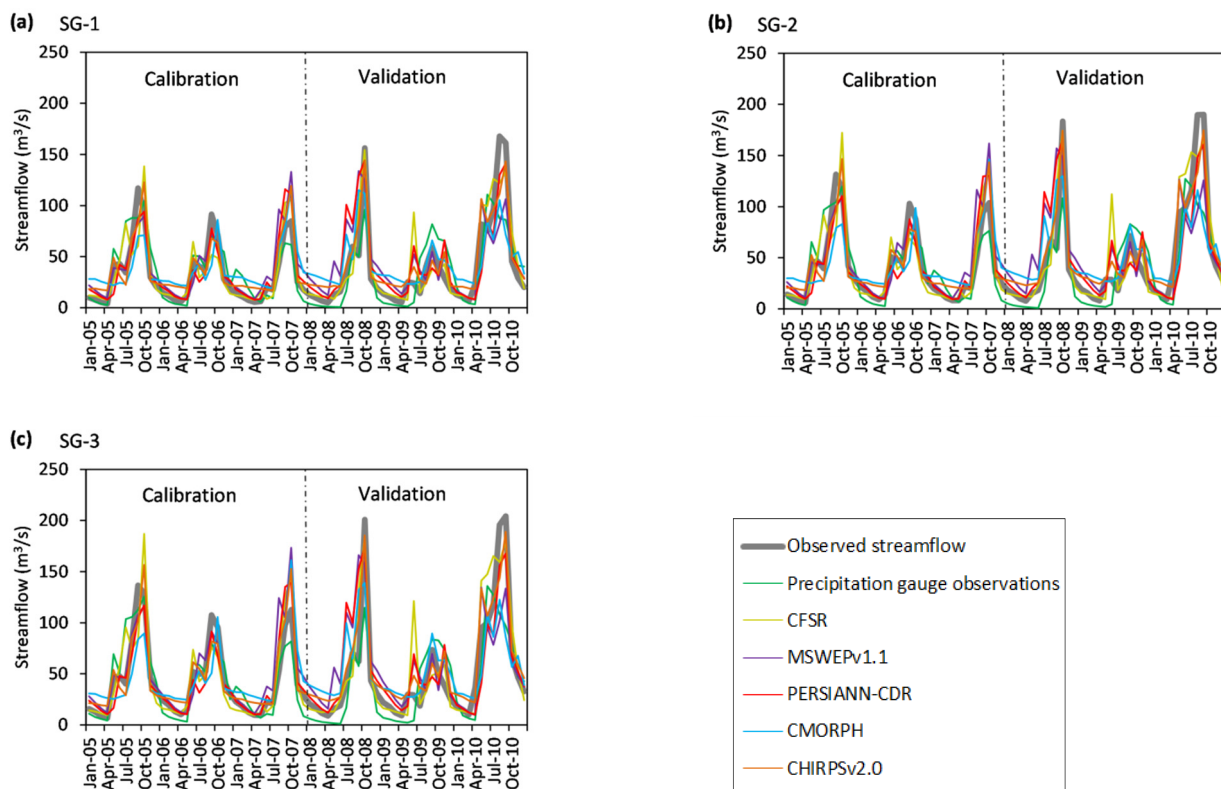 (a) SG-1
Streamflow (m³/s)
250
200
150
100
50
0
Calibration
Validation
Jan-05
Apr-05
Jul-05
Oct-05
Jan-06
Apr-06
Jul-06
Oct-06
Jan-07
Apr-07
Jul-07
Oct-07
Jan-08
Apr-08
Jul-08
Oct-08
Jan-09
Apr-09
Jul-09
Oct-09
Jan-10
Apr-10
Jul-10
Oct-10
(b) SG-2
Streamflow (m³/s)
250
200
150
100
50
0
Calibration
Validation
Jan-05
Apr-05
Jul-05
Oct-05
Jan-06
Apr-06
Jul-06
Oct-06
Jan-07
Apr-07
Jul-07
Oct-07
Jan-08
Apr-08
Jul-08
Oct-08
Jan-09
Apr-09
Jul-09
Oct-09
Jan-10
Apr-10
Jul-10
Oct-10
(c) SG-3
Streamflow (m³/s)
250
200
150
100
50
0
Calibration
Validation
Jan-05
Apr-05
Jul-05
Oct-05
Jan-06
Apr-06
Jul-06
Oct-06
Jan-07
Apr-07
Jul-07
Oct-07
Jan-08
Apr-08
Jul-08
Oct-08
Jan-09
Apr-09
Jul-09
Oct-09
Jan-10
Apr-10
Jul-10
Oct-10
Observed streamflow
Precipitation gauge observations
CFSR
MSWEPv1.1
PERSIANN-CDR
CMORPH
CHIRPSv2.0